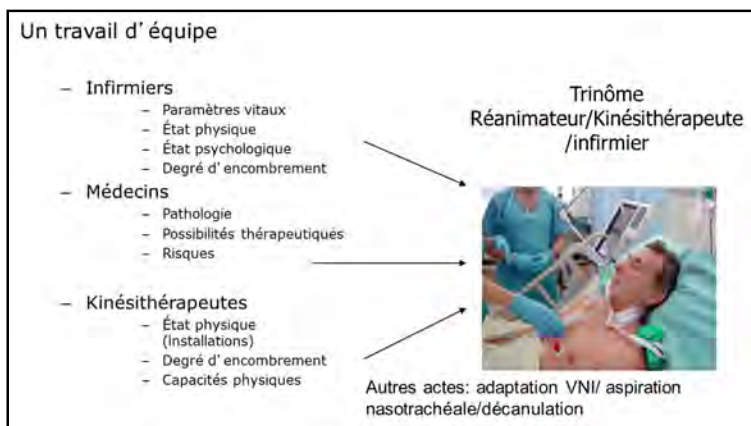 Un travail d'équipe
– Infirmiers
– Paramètres vitaux
– État physique
– État psychologique
– Degré d'encombrement
– Médecins
– Pathologie
– Possibilités thérapeutiques
– Risques
– Kinésithérapeutes
– État physique
(installations)
– Degré d'encombrement
– Capacités physiques
Trinôme
Réanimateur/Kinésithérapeute
/infirmier
Autres actes: adaptation VNI/ aspiration
nasotrachéale/décanulation